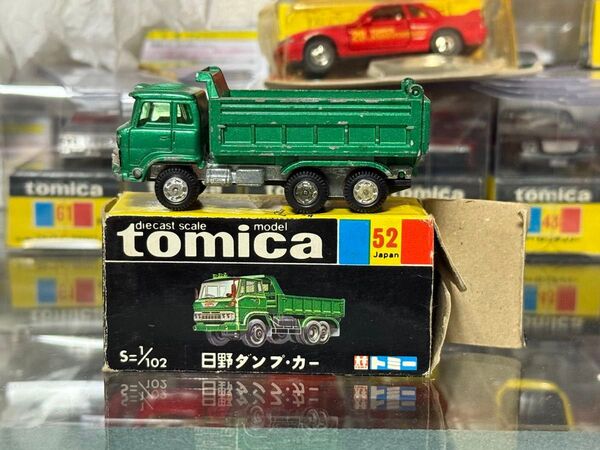 diecast scale model
tomica
52
Japan
S=1/102
日野ダンプ・カー
トミー
tomica
61
tomica
43